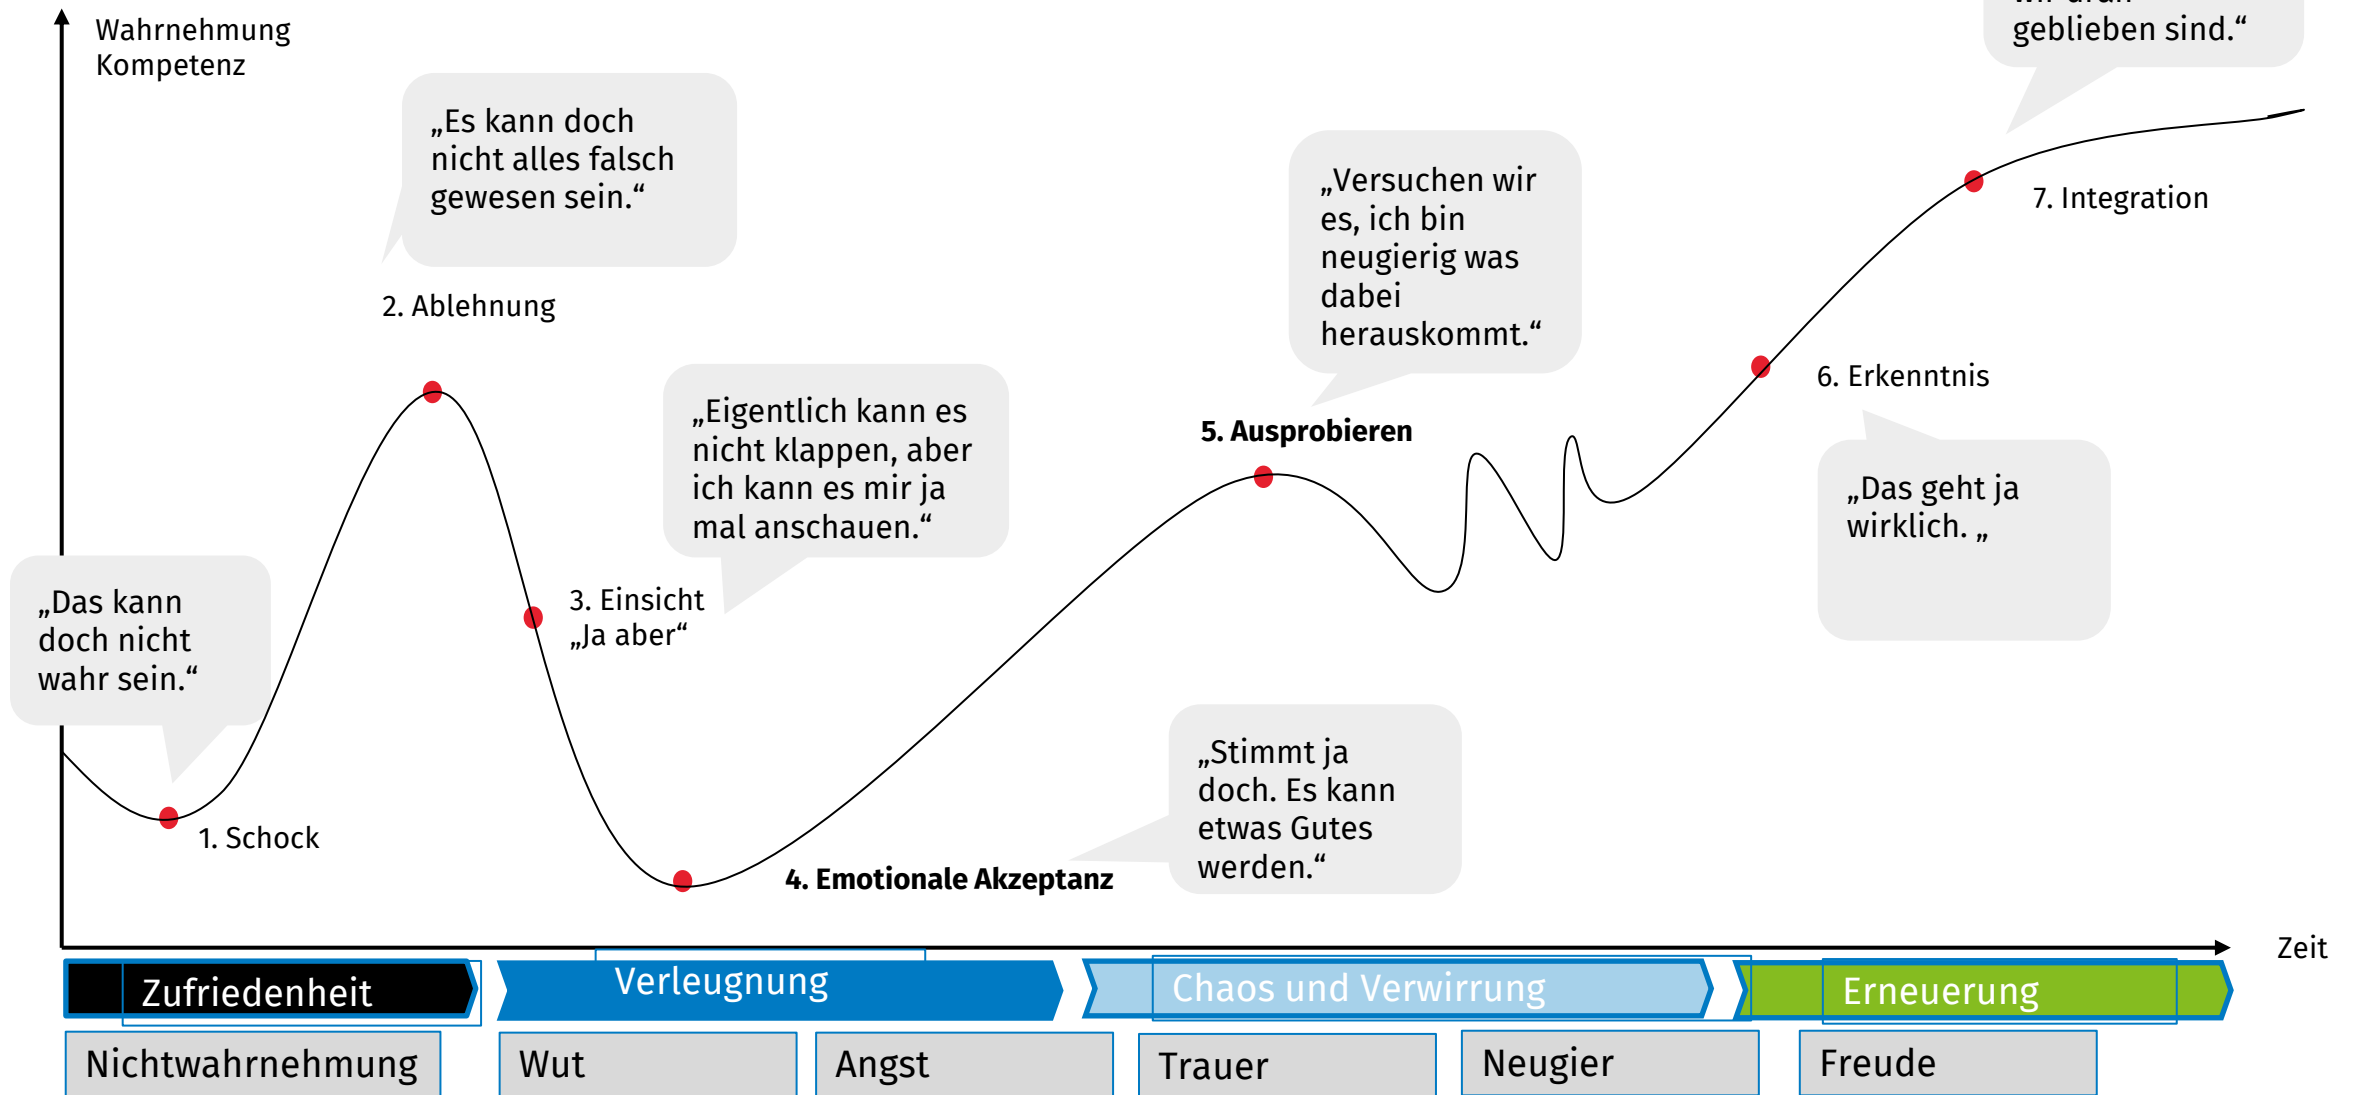 Wahrnehmung
Kompetenz
geblieben sind.“
„Es kann doch
nicht alles falsch
gewesen sein.“
2. Ablehnung
„Versuchen wir
es, ich bin
neugierig was
dabei
herauskommt.“
7. Integration
„Eigentlich kann es
nicht klappen, aber
ich kann es mir ja
mal anschauen.“
5. Ausprobieren
6. Erkenntnis
„Das geht ja
wirklich. „
„Das kann
doch nicht
wahr sein.“
3. Einsicht
„Ja aber“
1. Schock
4. Emotionale Akzeptanz
„Stimmt ja
doch. Es kann
etwas Gutes
werden.“
Zeit
Zufriedenheit
Verleugnung
Chaos und Verwirrung
Erneuerung
Nichtwahrnehmung
Wut
Angst
Trauer
Neugier
Freude